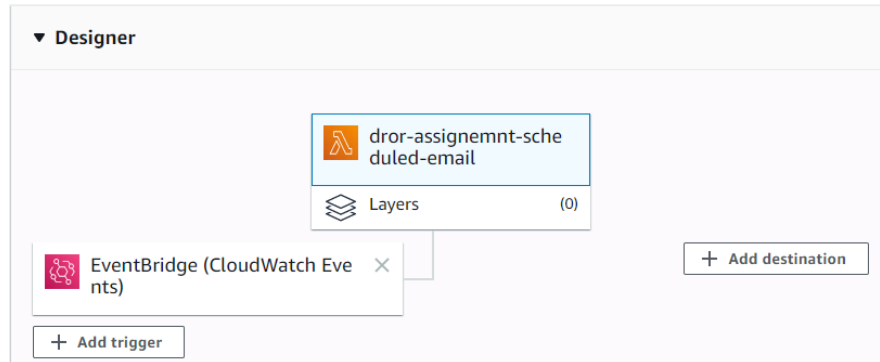 Designer
dror-assignemnt-sche
duled-email
Layers
(0)
EventBridge (CloudWatch Eve
nts)
+ Add destination
+ Add trigger